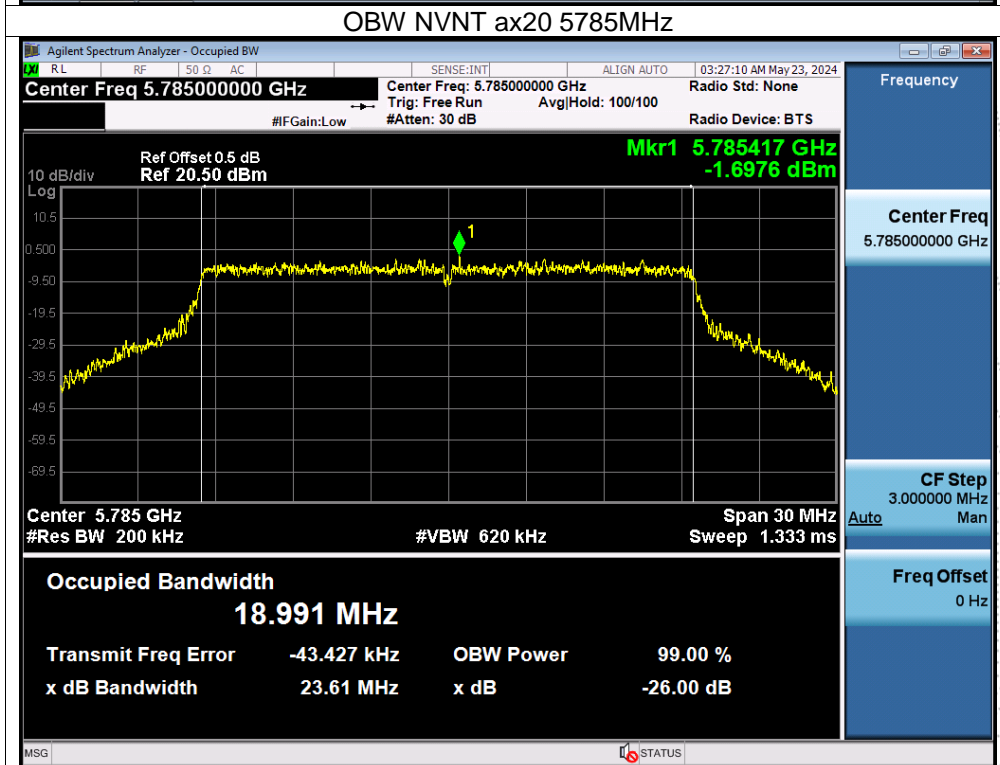 OBW NVNT ax20 5785MHz
Agilent Spectrum Analyzer - Occupied BW
LXI RL RF 50 Ω AC SENSE:INT ALIGN AUTO 03:27:10 AM May 23, 2024
Center Freq 5.785000000 GHz
Center Freq: 5.785000000 GHz
Radio Std: None
Trig: Free Run Avg|Hold: 100/100
#IFGain:Low #Atten: 30 dB Radio Device: BTS
Frequency
Mkr1 5.785417 GHz
-1.6976 dBm
Ref Offset 0.5 dB
10 dB/div Ref 20.50 dBm
Log
10.5
0.500
-9.50
-19.5
-29.5
-39.5
-49.5
-59.5
-69.5
1
Center Freq
5.785000000 GHz
Center 5.785 GHz Span 30 MHz
#Res BW 200 kHz #VBW 620 kHz Sweep 1.333 ms
CF Step
3.000000 MHz
Auto Man
Occupied Bandwidth
18.991 MHz
Transmit Freq Error -43.427 kHz OBW Power 99.00 %
x dB Bandwidth 23.61 MHz x dB -26.00 dB
Freq Offset
0 Hz
MSG STATUS